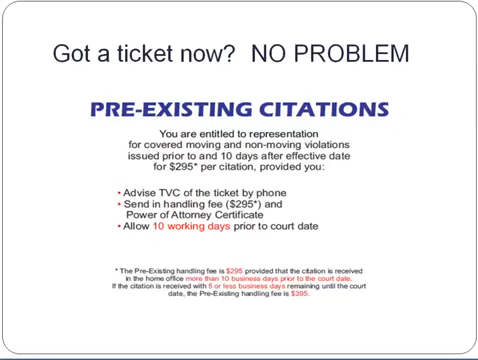 Got a ticket now?  NO PROBLEM
PRE-EXISTING CITATIONS
You are entitled to representation
for covered moving and non-moving violations
issued prior to and 10 days after effective date
for $295* per citation, provided you:
• Advise TVC of the ticket by phone
• Send in handling fee ($295*) and
Power of Attorney Certificate
• Allow 10 working days prior to court date
* The Pre-Existing handling fee is $295 provided that the citation is received
in the home office more than 10 business days prior to the court date.
If the citation is received with 5 or less business days remaining until the court
date, the Pre-Existing handling fee is $395.